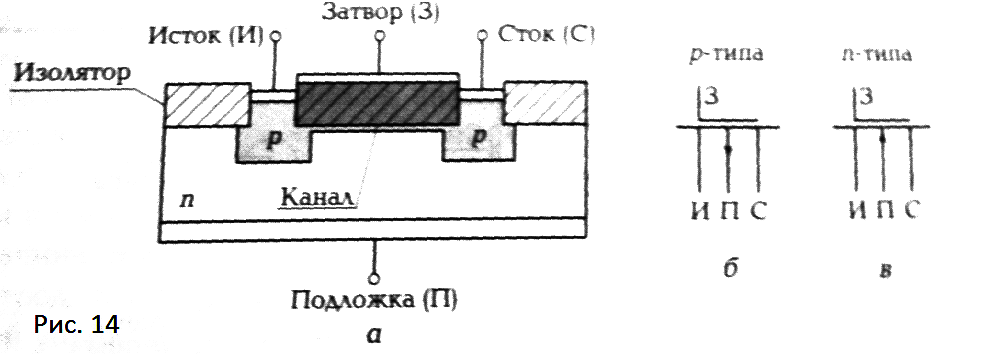 Затвор (З)
Исток (И)
Сток (С)
Изолятор
p
p
n
Канал
Подложка (П)
а
p-типа
n-типа
З
З
И П С
И П С
б
в
Рис. 14